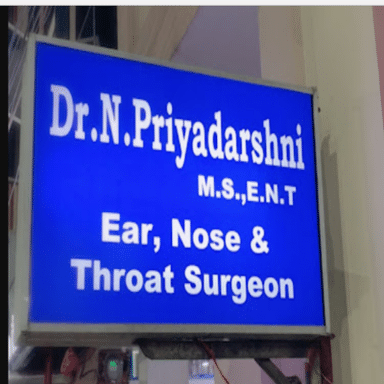 Dr.N.Priyadarshni
M.S.,E.N.T
Ear, Nose &
Throat Surgeon